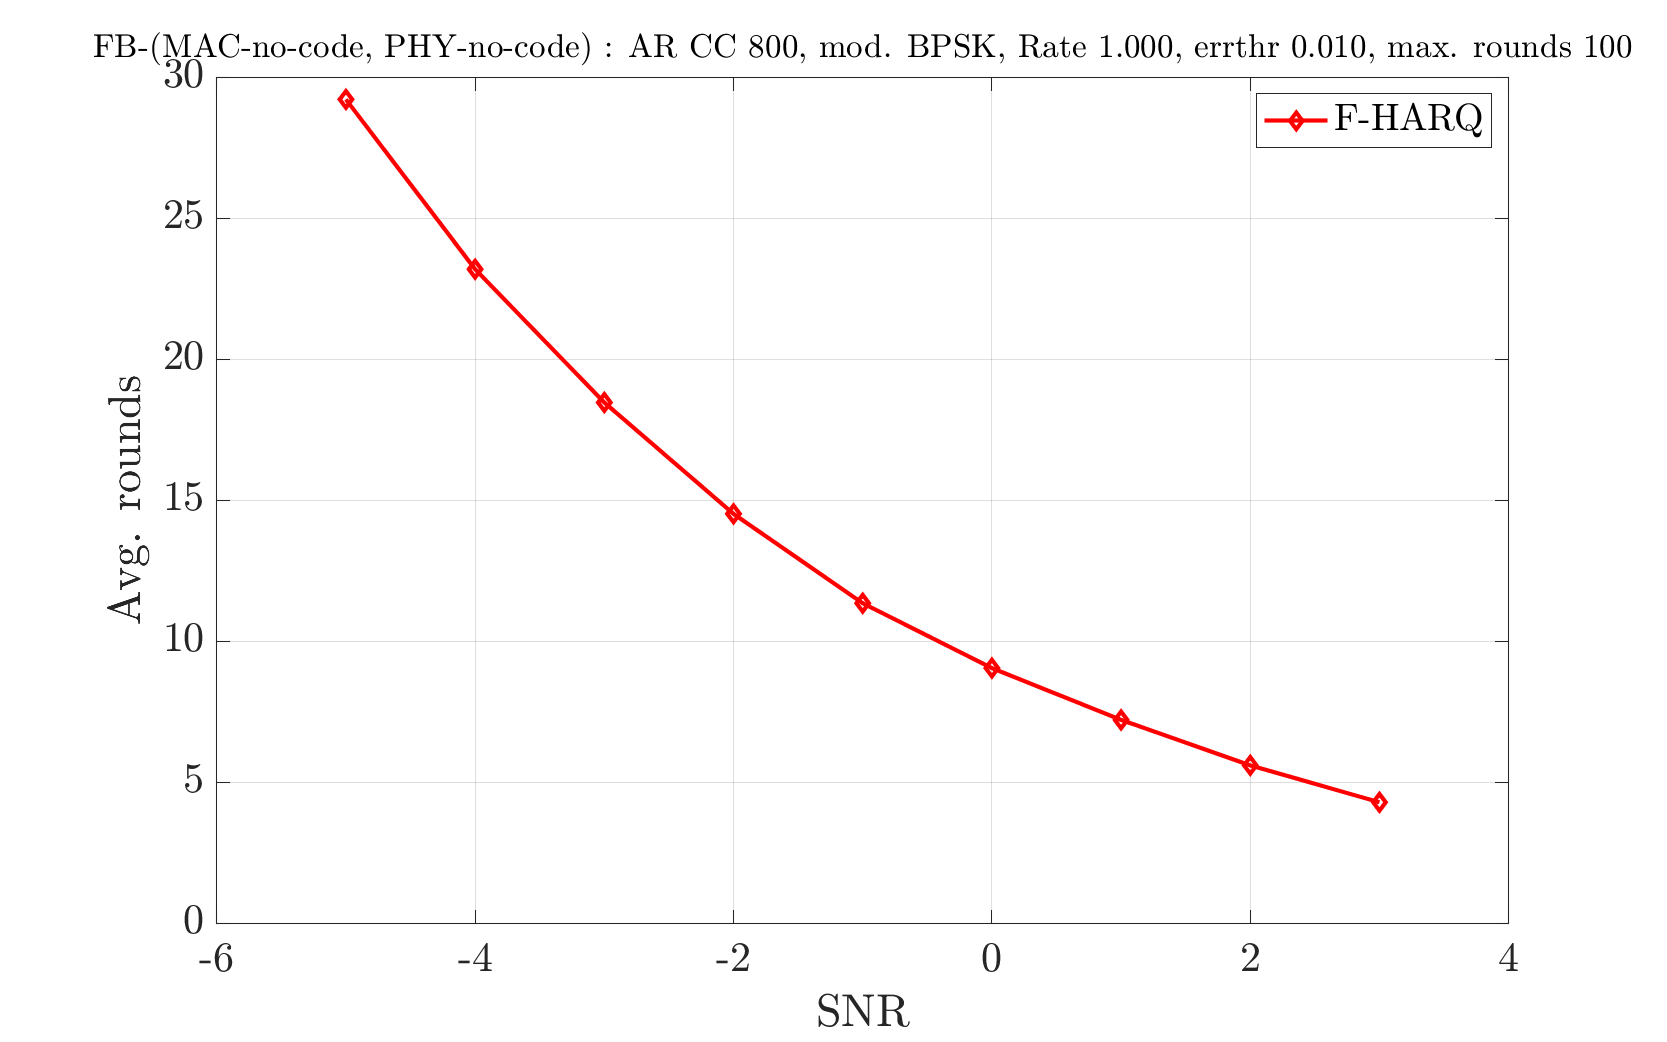 FB-(MAC-no-code, PHY-no-code) : AR CC 800, mod. BPSK, Rate 1.000, errthr 0.010, max. rounds 100
F-HARQ
30
25
20
15
10
5
0
Avg. rounds
-6 -4 -2 0 2 4
SNR